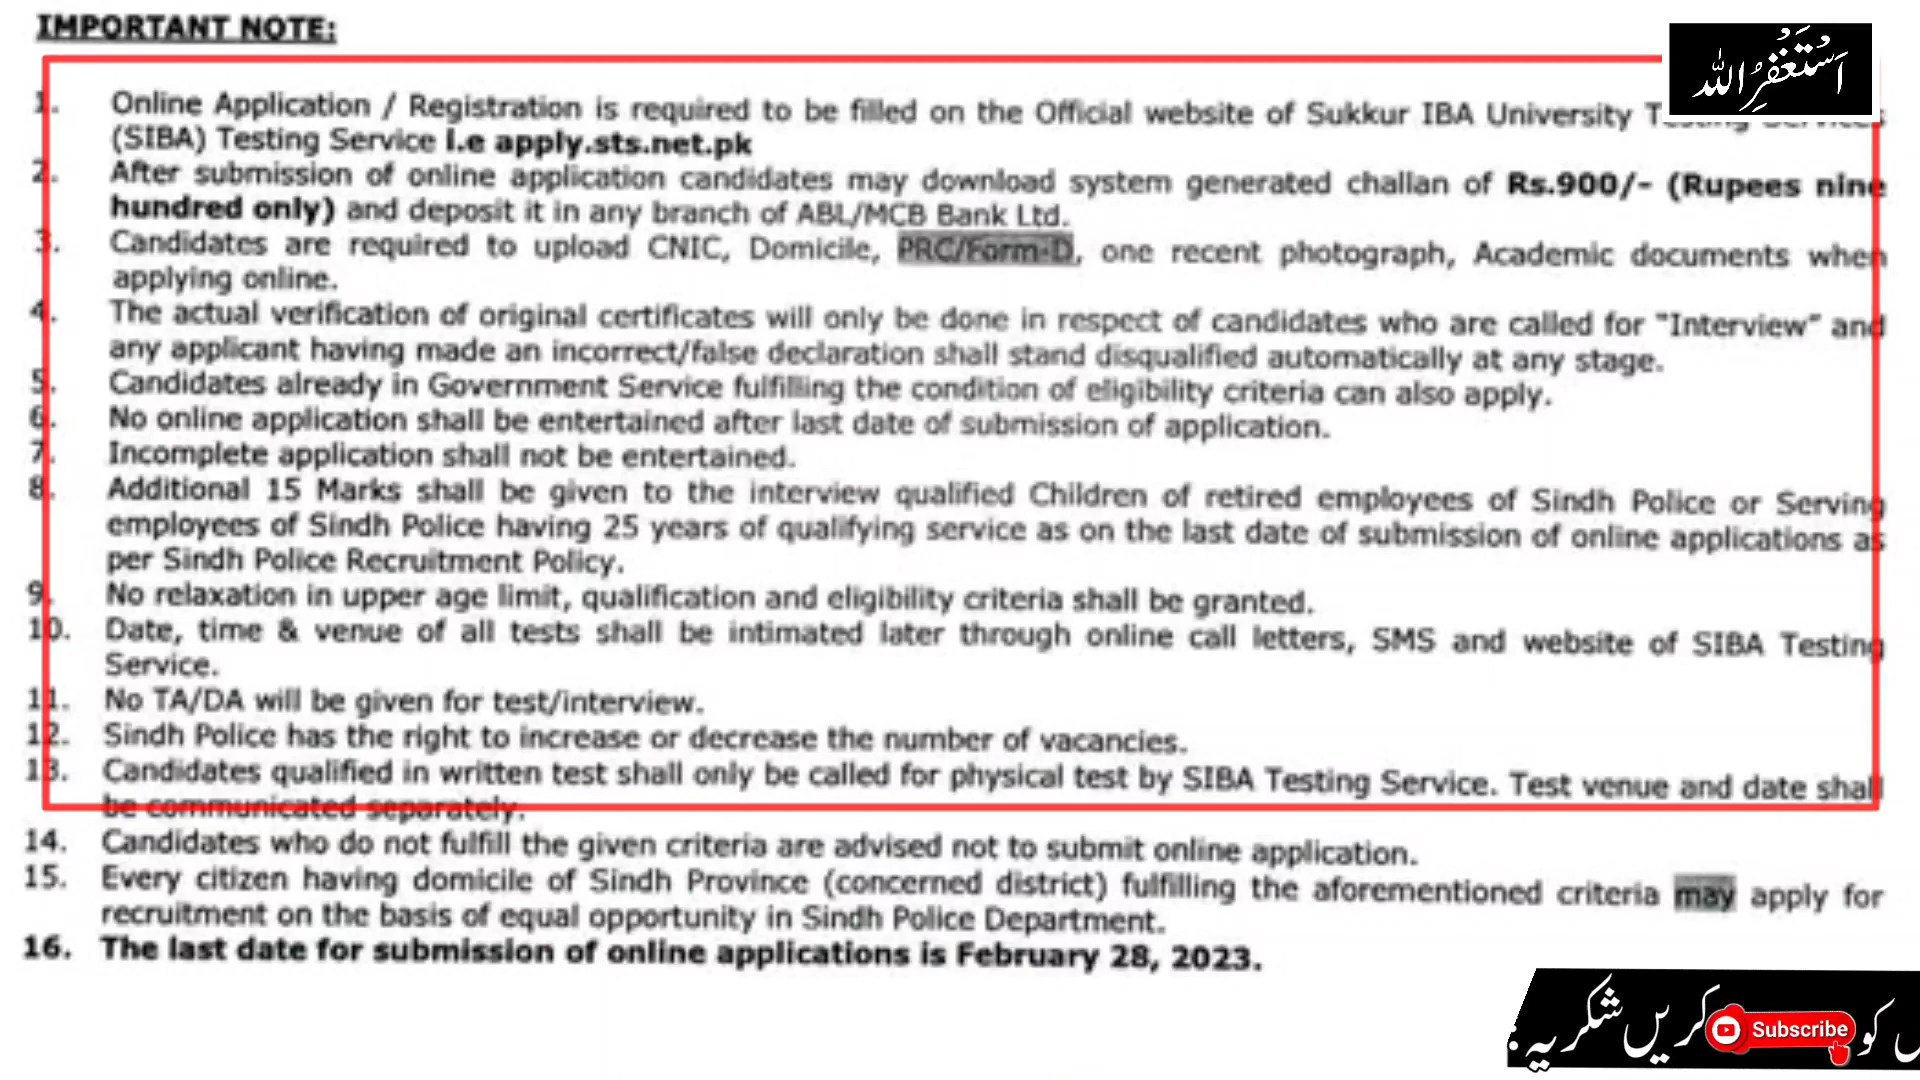 IMPORTANT NOTE:
استغفراللہ
1. Online Application / Registration is required to be filled on the Official website of Sukkur IBA University Testing Services
(SIBA) Testing Service i.e apply.sts.net.pk
2. After submission of online application candidates may download system generated challan of Rs.900/- (Rupees nine
hundred only) and deposit it in any branch of ABL/MCB Bank Ltd.
3. Candidates are required to upload CNIC, Domicile, PRC/Form-D, one recent photograph, Academic documents when
applying online.
4. The actual verification of original certificates will only be done in respect of candidates who are called for "Interview" and
any applicant having made an incorrect/false declaration shall stand disqualified automatically at any stage.
5. Candidates already in Government Service fulfilling the condition of eligibility criteria can also apply.
6. No online application shall be entertained after last date of submission of application.
7. Incomplete application shall not be entertained.
8. Additional 15 Marks shall be given to the interview qualified Children of retired employees of Sindh Police or Serving
employees of Sindh Police having 25 years of qualifying service as on the last date of submission of online applications as
per Sindh Police Recruitment Policy.
9. No relaxation in upper age limit, qualification and eligibility criteria shall be granted.
10. Date, time & venue of all tests shall be intimated later through online call letters, SMS and website of SIBA Testing
Service.
11. No TA/DA will be given for test/interview.
12. Sindh Police has the right to increase or decrease the number of vacancies.
13. Candidates qualified in written test shall only be called for physical test by SIBA Testing Service. Test venue and date shall
be communicated separately.
14. Candidates who do not fulfill the given criteria are advised not to submit online application.
15. Every citizen having domicile of Sindh Province (concerned district) fulfilling the aforementioned criteria may apply for
recruitment on the basis of equal opportunity in Sindh Police Department.
16. The last date for submission of online applications is February 28, 2023.
کو Subscribe کریں شکریہ